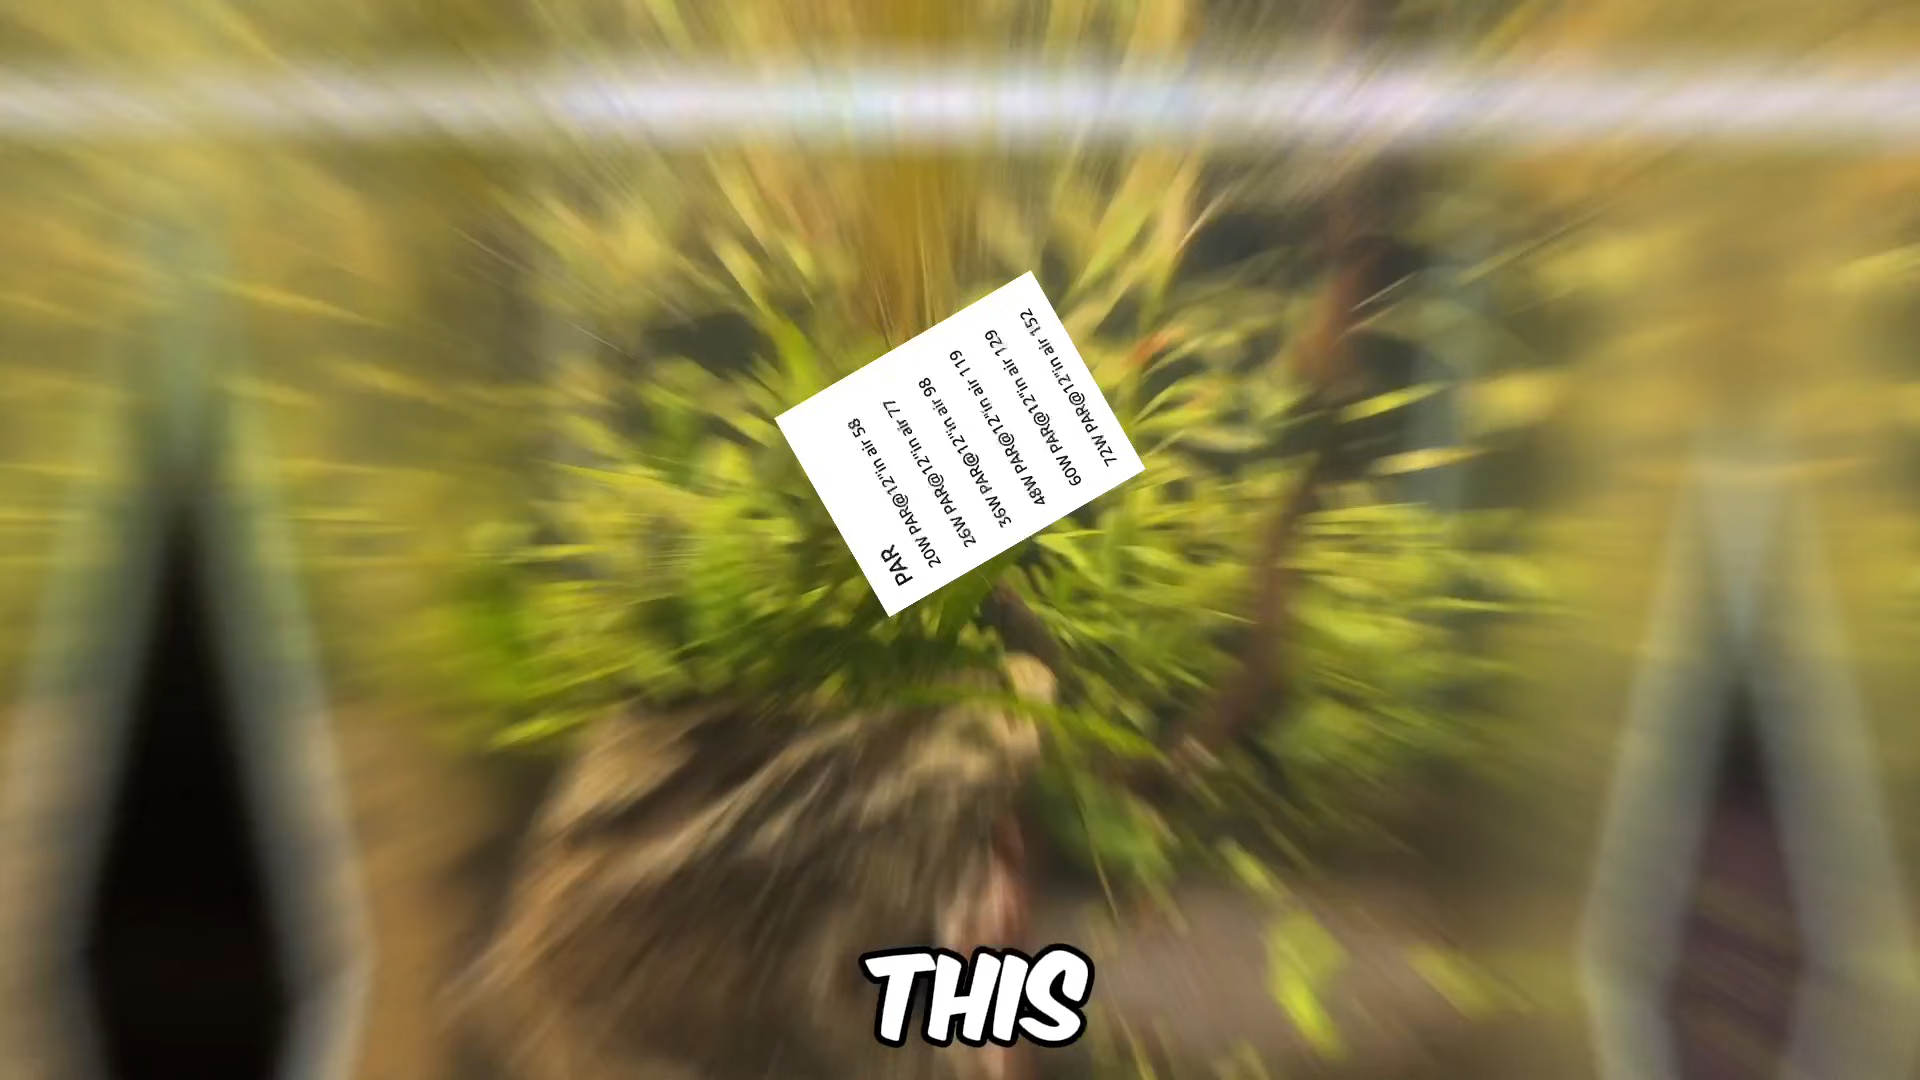 PAR
20W PAR@12"in air 58
26W PAR@12"in air 77
36W PAR@12"in air 98
48W PAR@12"in air 119
60W PAR@12"in air 129
72W PAR@12"in air 152
THIS